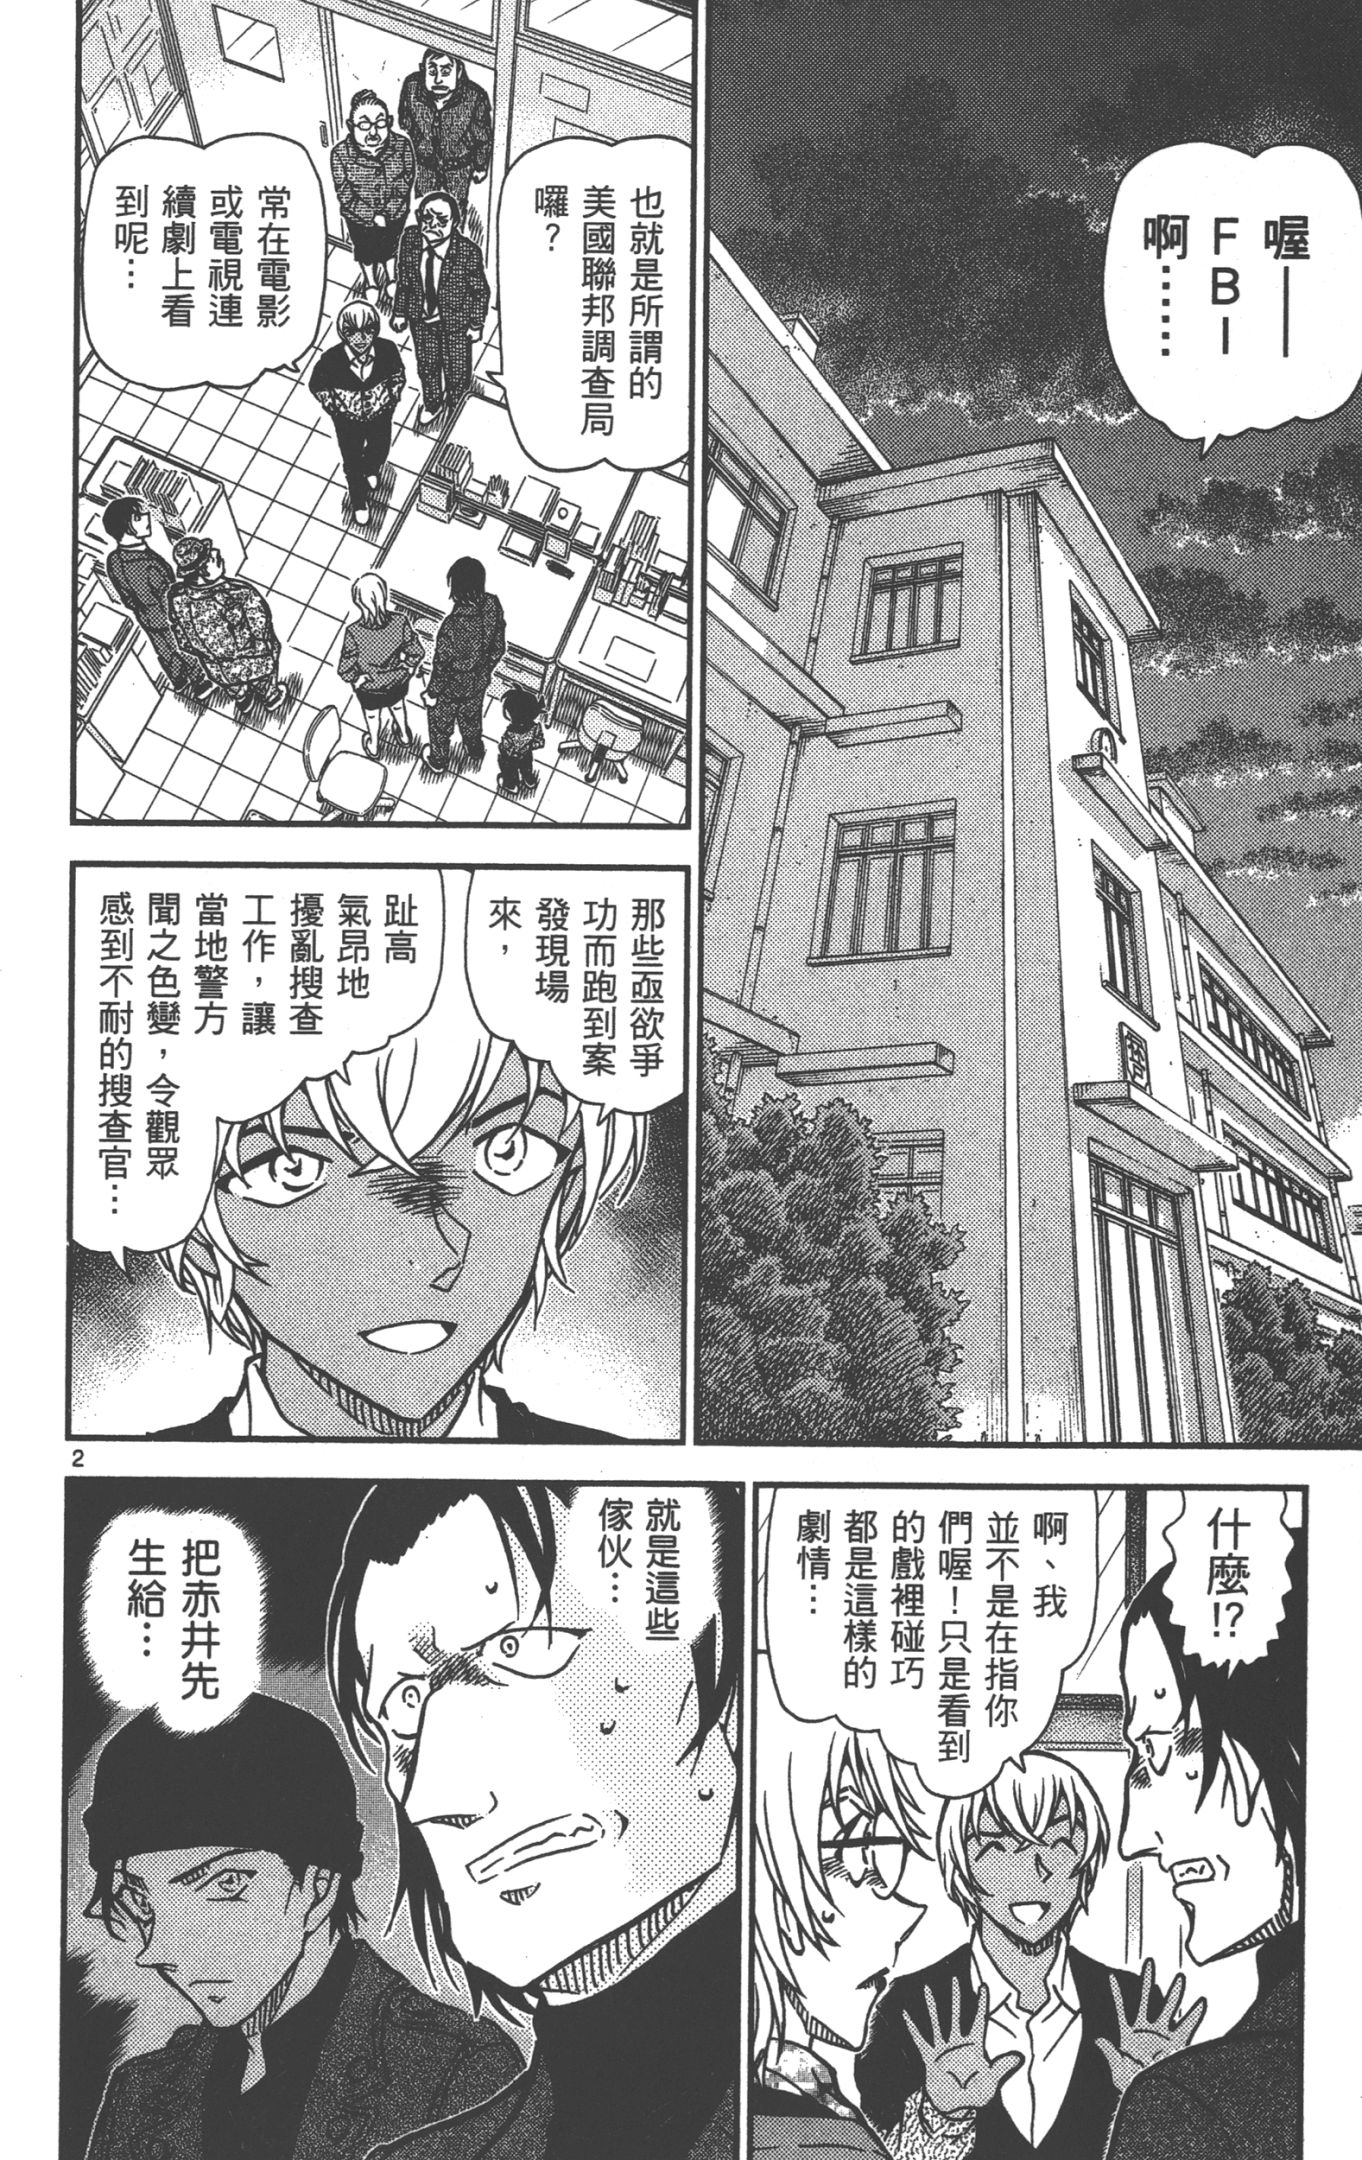 喔——
ＦＢＩ
啊……
也就是所謂的
美國聯邦調查局
囉？
常在電影
或電視連
續劇上看
到呢…
那些亟欲爭
功而跑到案
發現場
來，
趾高
氣昂地
擾亂搜查
工作，讓
當地警方
聞之色變，令觀眾
感到不耐的搜查官…
2
什麼!?
啊、我
並不是在指你
們喔！只是看到
的戲裡碰巧
都是這樣的
劇情…
就是這些
傢伙…
把赤井先
生給…